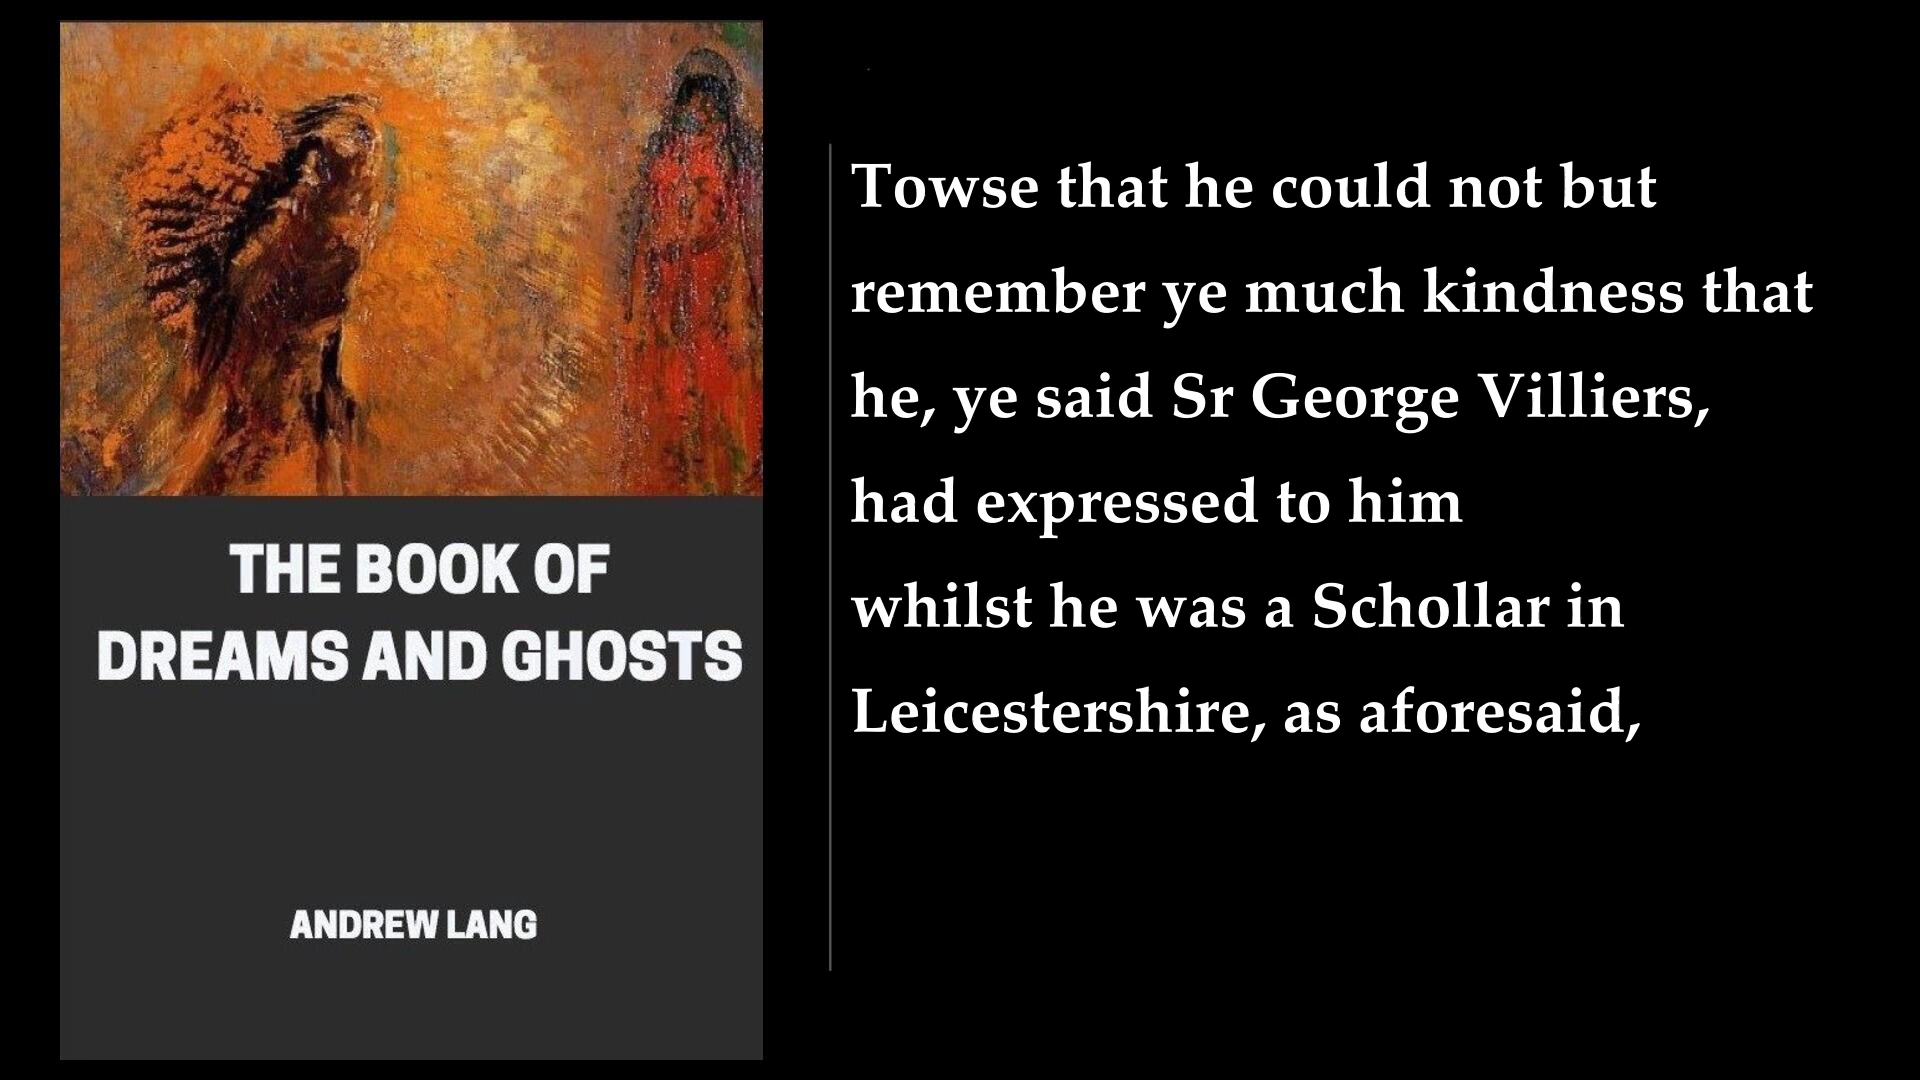 THE BOOK OF
DREAMS AND GHOSTS
ANDREW LANG
Towse that he could not but
remember ye much kindness that
he, ye said Sr George Villiers,
had expressed to him
whilst he was a Schollar in
Leicestershire, as aforesaid,